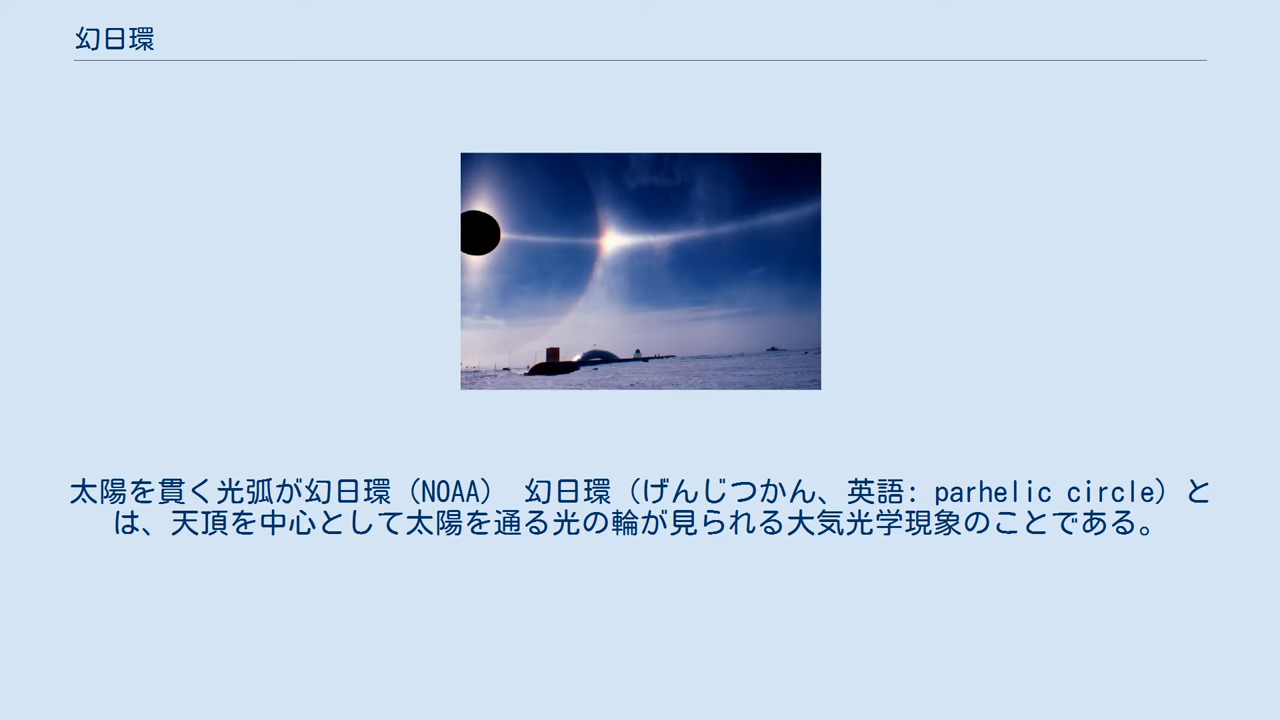 幻日環
太陽を貫く光弧が幻日環（NOAA） 幻日環（げんじつかん、英語: parhelic circle）と
は、天頂を中心として太陽を通る光の輪が見られる大気光学現象のことである。